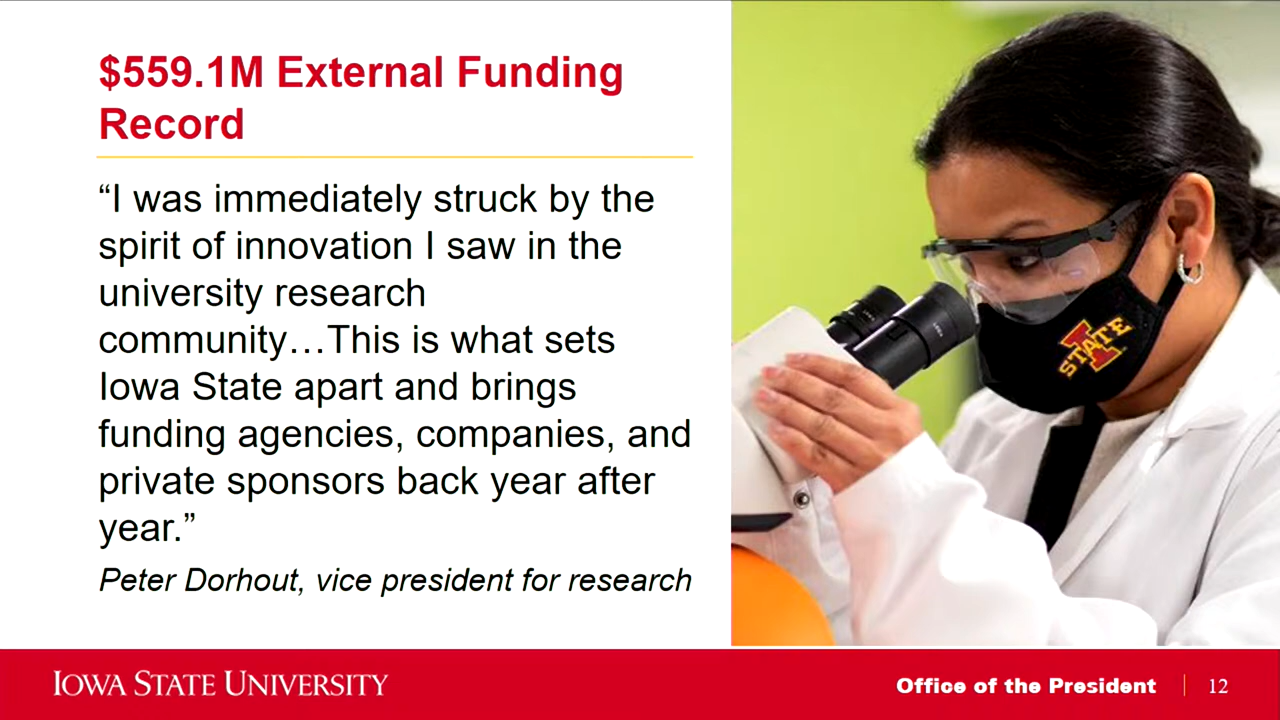 $559.1M External Funding
Record
“I was immediately struck by the
spirit of innovation I saw in the
university research
community…This is what sets
Iowa State apart and brings
funding agencies, companies, and
private sponsors back year after
year.”
Peter Dorhout, vice president for research
STATE
I
IOWA STATE UNIVERSITY
Office of the President
12